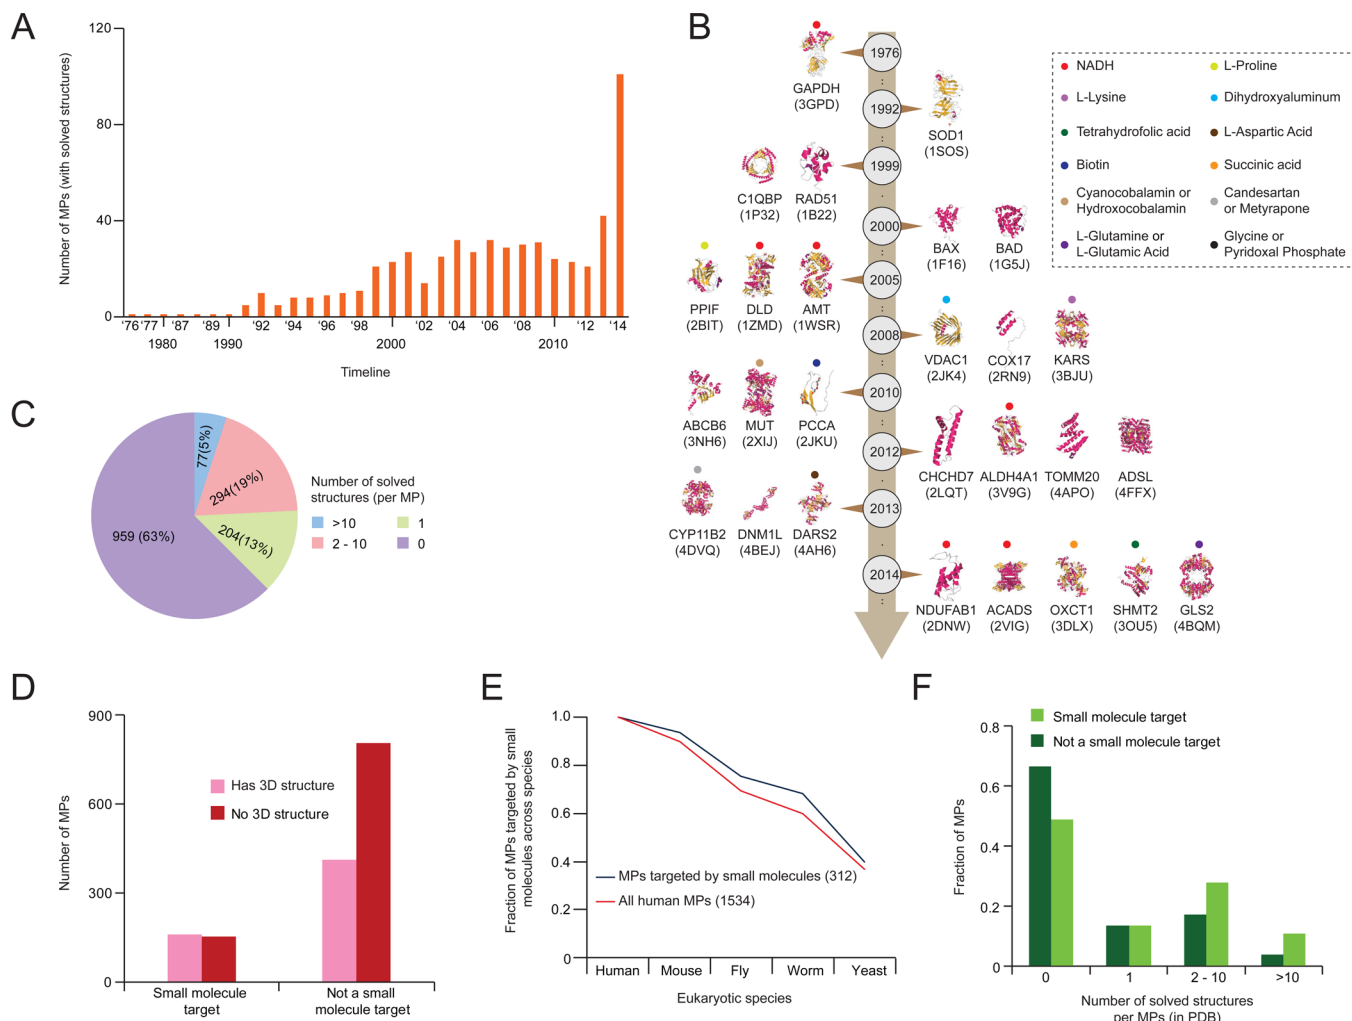 A
Number of MPs (with solved structures)
120
80
40
0
'76 '77 '87 '89 '92 '94 '96 '98 '02 '04 '06 '08 '12 '14
1980 1990 2000 2010
Timeline
B
1976
GAPDH
(3GPD)
1992
SOD1
(1SOS)
1999
C1QBP RAD51
(1P32) (1B22)
2000
BAX BAD
(1F16) (1G5J)
2005
PPIF DLD AMT
(2BIT) (1ZMD) (1WSR)
2008
VDAC1 COX17 KARS
(2JK4) (2RN9) (3BJU)
2010
ABCB6 MUT PCCA
(3NH6) (2XIJ) (2JKU)
2012
CHCHD7 ALDH4A1 TOMM20 ADSL
(2LQT) (3V9G) (4APO) (4FFX)
2013
CYP11B2 DNM1L DARS2
(4DVQ) (4BEJ) (4AH6)
2014
NDUFAB1 ACADS OXCT1 SHMT2 GLS2
(2DNW) (2VIG) (3DLX) (3OU5) (4BQM)
NADH
L-Lysine
Tetrahydrofolic acid
Biotin
Cyanocobalamin or
Hydroxocobalamin
L-Glutamine or
L-Glutamic Acid
L-Proline
Dihydroxyaluminum
L-Aspartic Acid
Succinic acid
Candesartan
or Metyrapone
Glycine or
Pyridoxal Phosphate
C
77(5%)
294(19%)
204(13%)
959 (63%)
Number of solved
structures (per MP)
>10 1
2 - 10 0
D
Number of MPs
900
600
300
0
Has 3D structure
No 3D structure
Small molecule
target
Not a small
molecule target
E
Fraction of MPs targeted by small
molecules across species
1.0
0.8
0.6
0.4
0.2
0
MPs targeted by small molecules (312)
All human MPs (1534)
Human Mouse Fly Worm Yeast
Eukaryotic species
F
Fraction of MPs
0.8
0.6
0.4
0.2
0
Small molecule target
Not a small molecule target
0 1 2 - 10 >10
Number of solved structures
per MPs (in PDB)